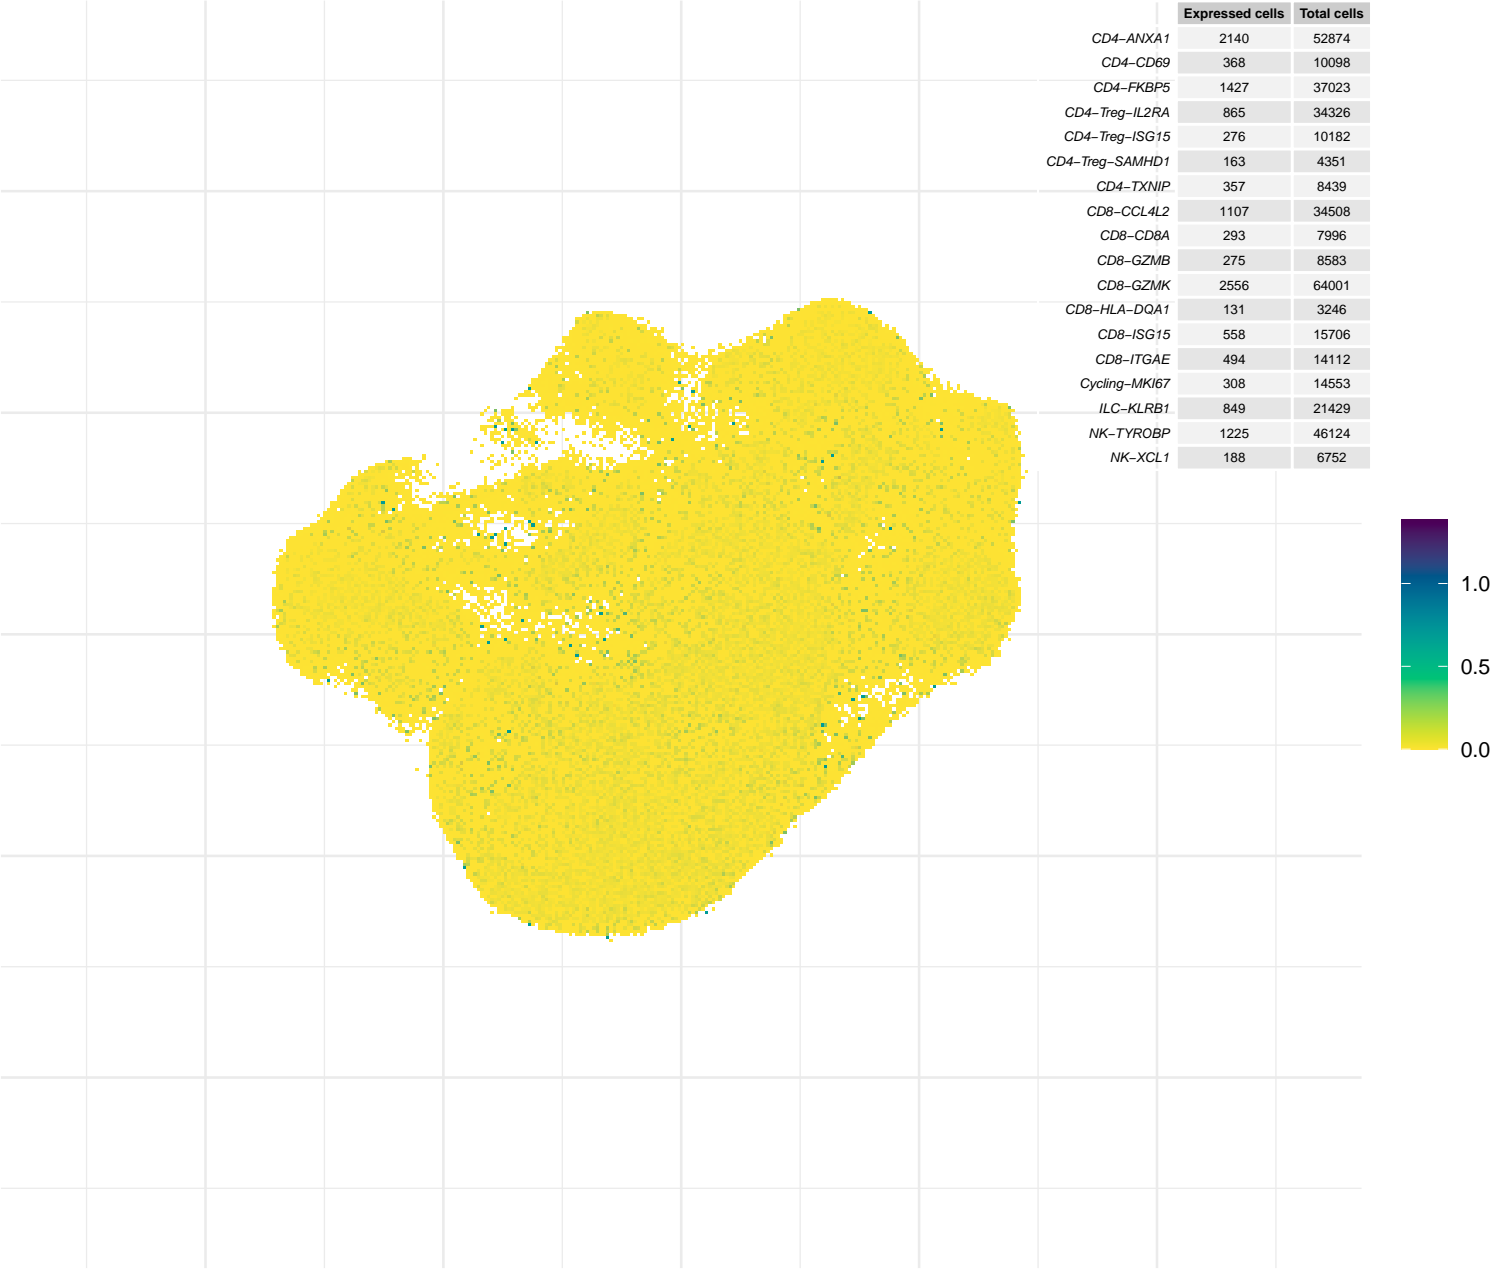 Expressed cells Total cells
CD4−ANXA1 2140 52874
CD4−CD69 368 10098
CD4−FKBP5 1427 37023
CD4−Treg−IL2RA 865 34326
CD4−Treg−ISG15 276 10182
CD4−Treg−SAMHD1 163 4351
CD4−TXNIP 357 8439
CD8−CCL4L2 1107 34508
CD8−CD8A 293 7996
CD8−GZMB 275 8583
CD8−GZMK 2556 64001
CD8−HLA−DQA1 131 3246
CD8−ISG15 558 15706
CD8−ITGAE 494 14112
Cycling−MKI67 308 14553
ILC−KLRB1 849 21429
NK−TYROBP 1225 46124
NK−XCL1 188 6752
1.0
0.5
0.0